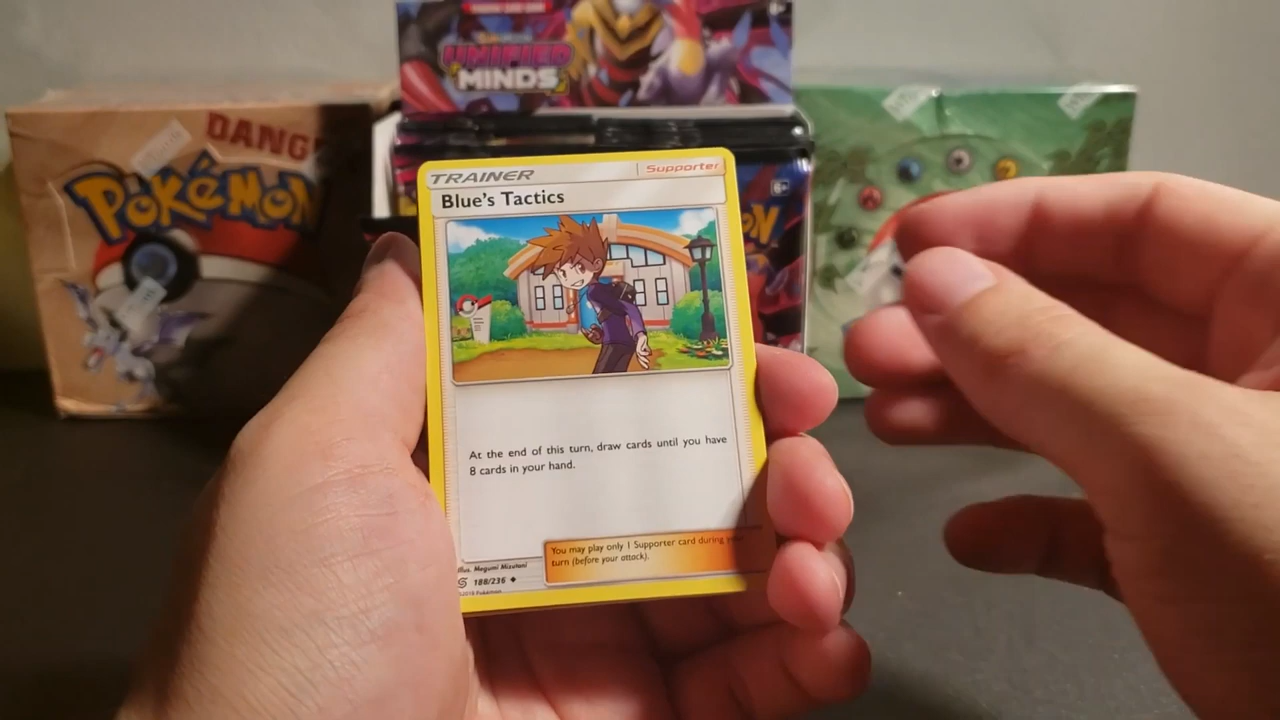 UNIFIED
MINDS
DANG
POKéMON
TRAINER
Supporter
Blue's Tactics
At the end of this turn, draw cards until you have
8 cards in your hand.
You may play only 1 Supporter card during
turn (before your attack).
Illus. Megumi Mizutani
188/236
©2019 Pokémon
6+